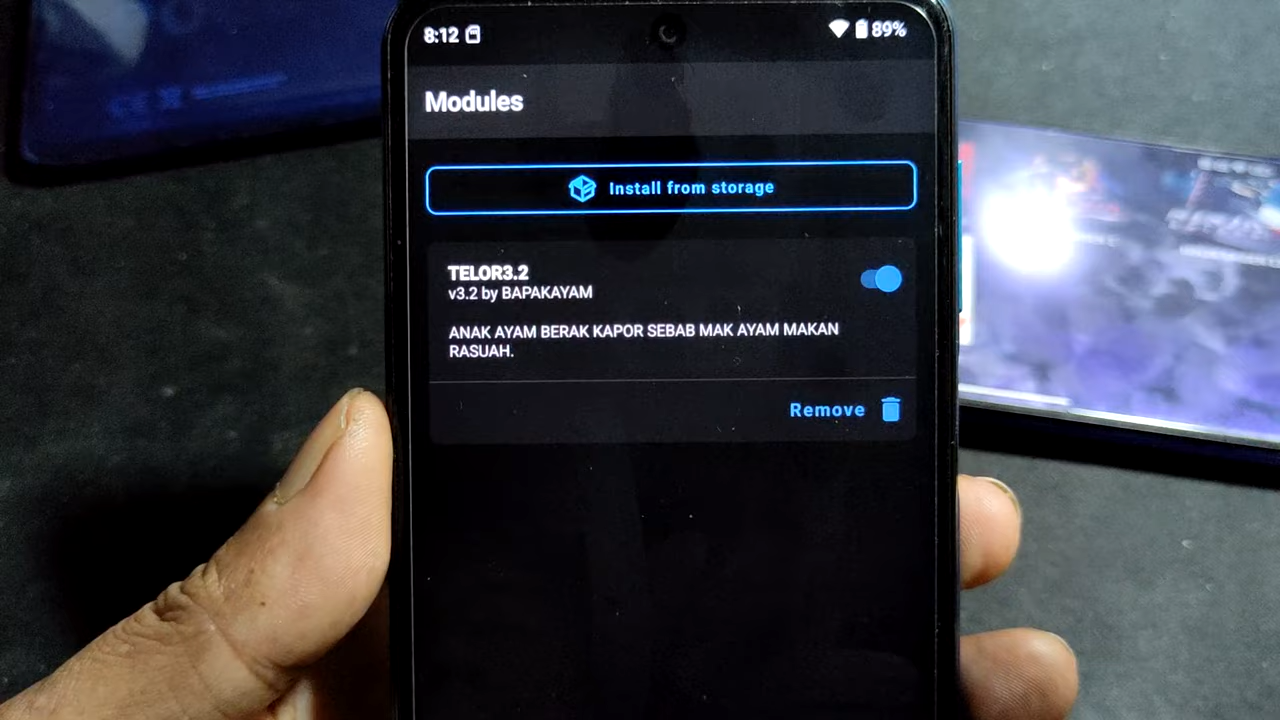 8:12
89%
Modules
Install from storage
TELOR3.2
v3.2 by BAPAKAYAM
ANAK AYAM BERAK KAPOR SEBAB MAK AYAM MAKAN
RASUAH.
Remove